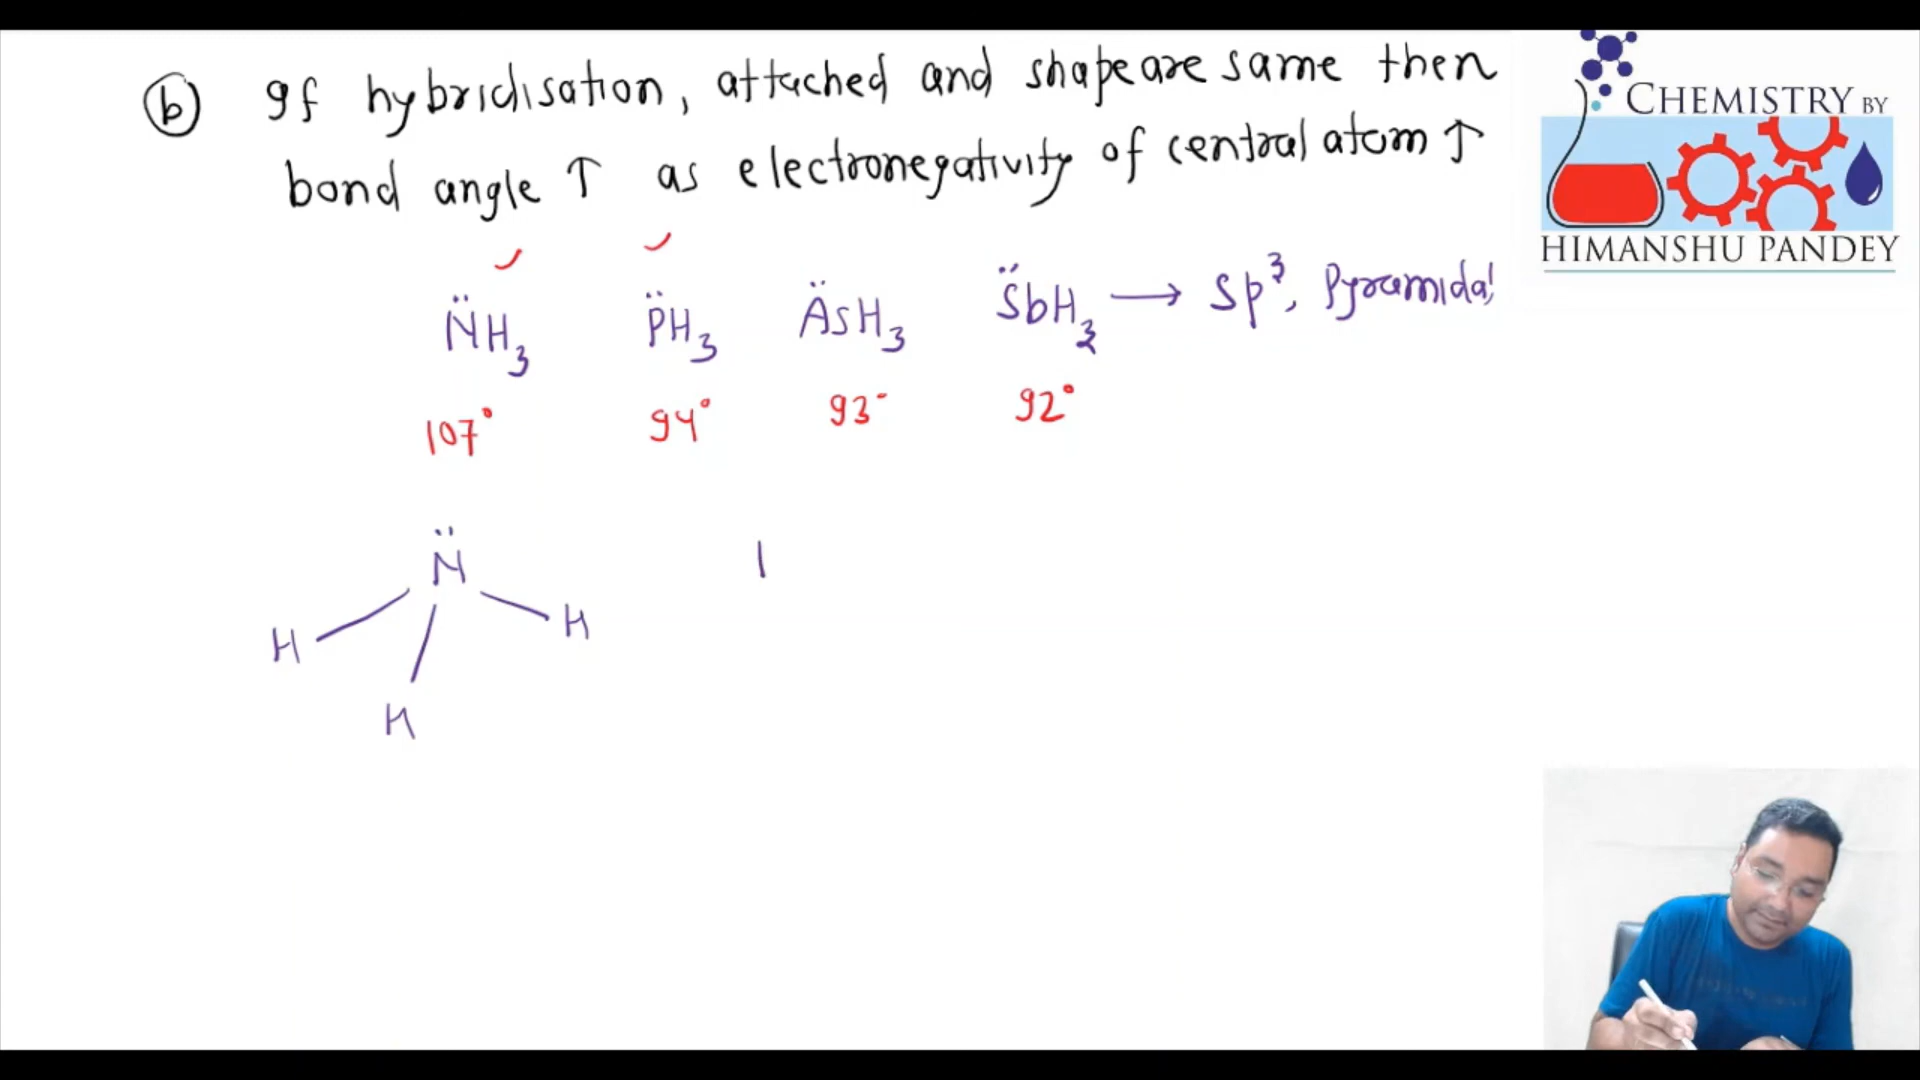 b gf hybridisation, attached and shape are same then
bond angle ↑ as electronegativity of central atom ↑
N̈H₃ P̈H₃ ÄsH₃ S̈bH₃ → Sp³, Pyramidal
107° 94° 93° 92°
N̈
H H
H
CHEMISTRY BY
HIMANSHU PANDEY